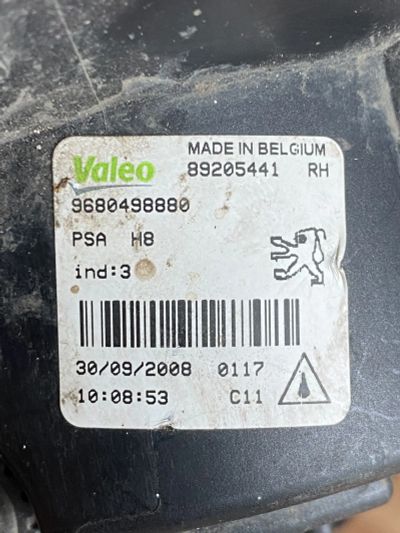 Valeo MADE IN BELGIUM
89205441 RH
9680498880
PSA H8
ind:3
30/09/2008 0117
10:08:53 C11